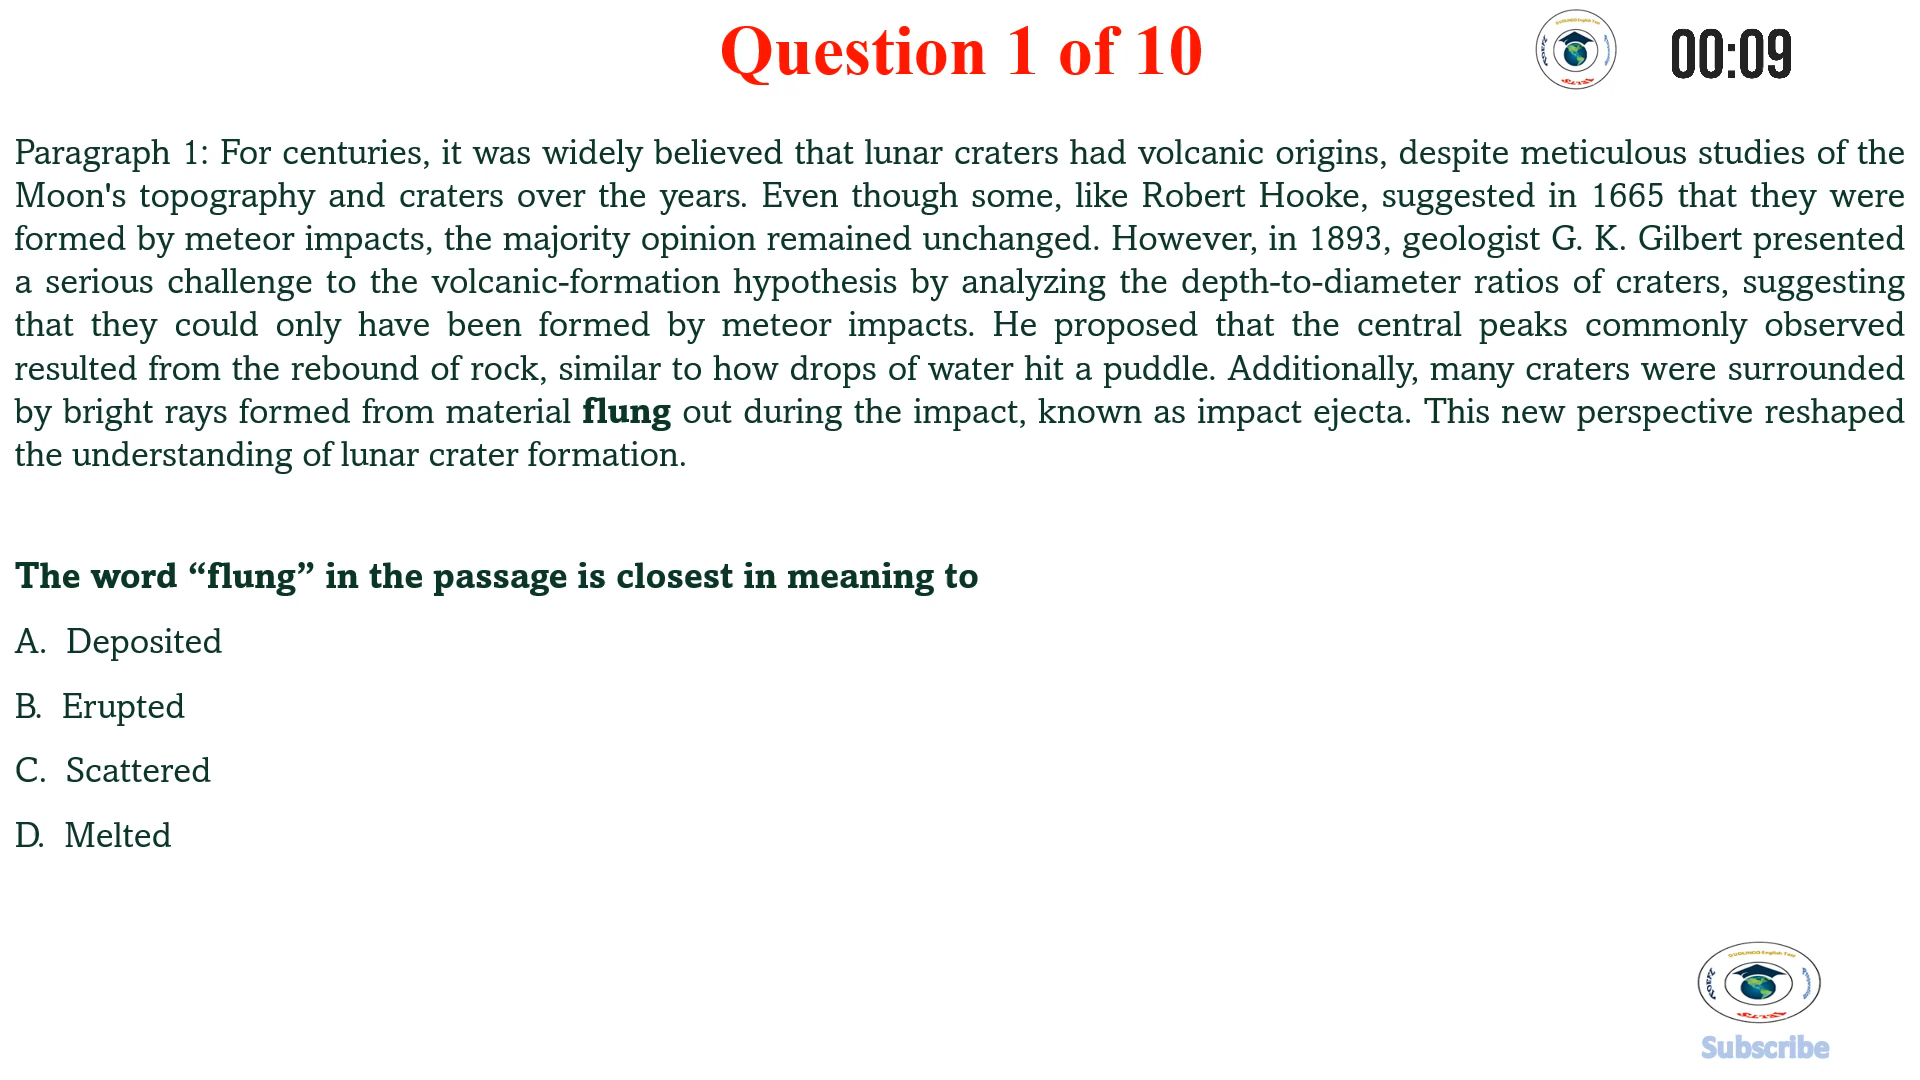 Question 1 of 10
00:09
Paragraph 1: For centuries, it was widely believed that lunar craters had volcanic origins, despite meticulous studies of the
Moon's topography and craters over the years. Even though some, like Robert Hooke, suggested in 1665 that they were
formed by meteor impacts, the majority opinion remained unchanged. However, in 1893, geologist G. K. Gilbert presented
a serious challenge to the volcanic-formation hypothesis by analyzing the depth-to-diameter ratios of craters, suggesting
that they could only have been formed by meteor impacts. He proposed that the central peaks commonly observed
resulted from the rebound of rock, similar to how drops of water hit a puddle. Additionally, many craters were surrounded
by bright rays formed from material flung out during the impact, known as impact ejecta. This new perspective reshaped
the understanding of lunar crater formation.
The word “flung” in the passage is closest in meaning to
A. Deposited
B. Erupted
C. Scattered
D. Melted
Subscribe